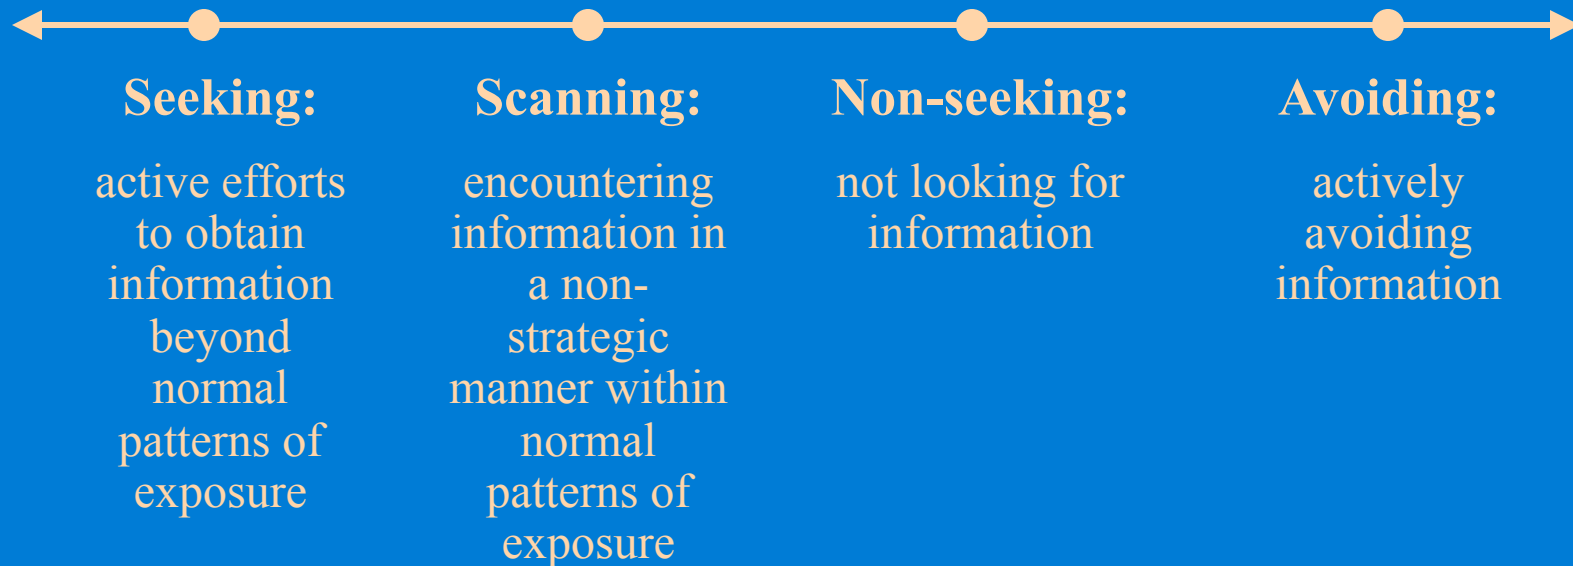 Seeking:
active efforts
to obtain
information
beyond
normal
patterns of
exposure
Scanning:
encountering
information in
a non-
strategic
manner within
normal
patterns of
exposure
Non-seeking:
not looking for
information
Avoiding:
actively
avoiding
information